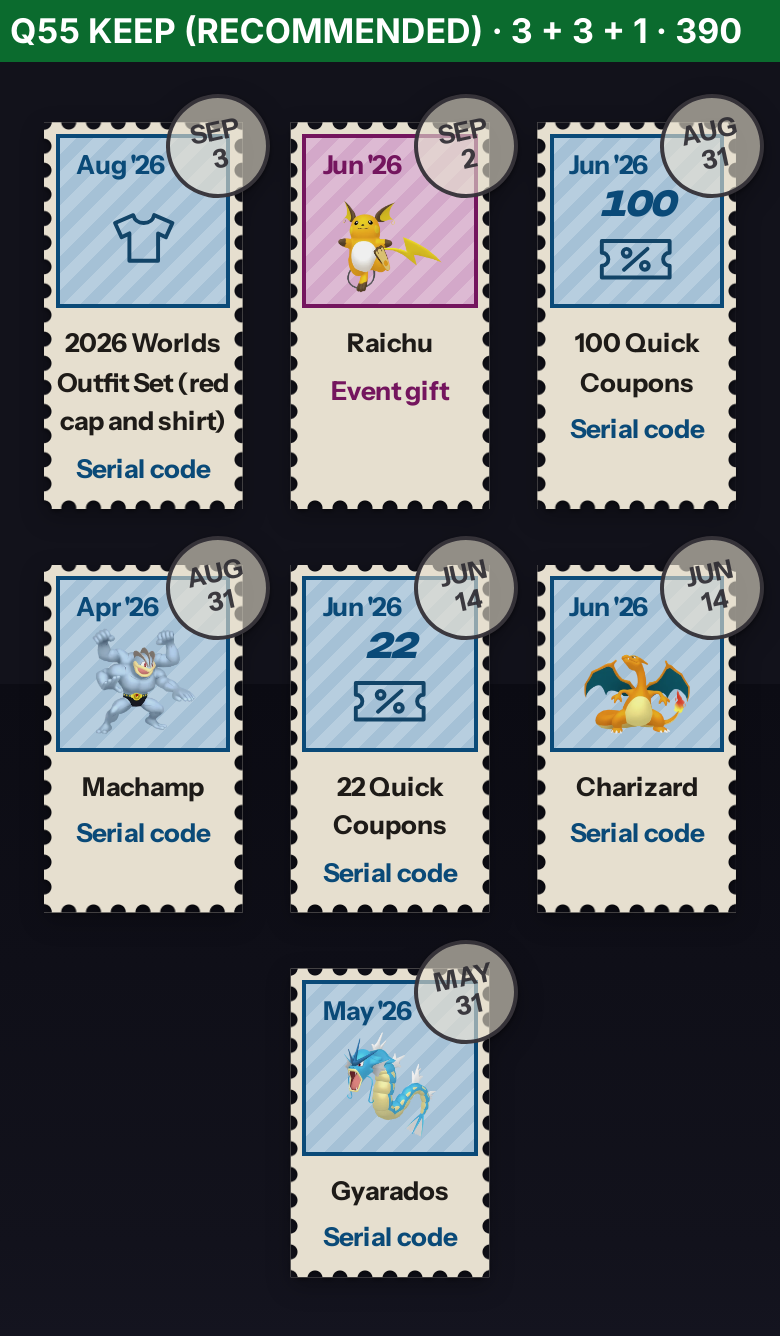 Q55 KEEP (RECOMMENDED) · 3 + 3 + 1 · 390
Aug '26
SEP
3
2026 Worlds
Outfit Set (red
cap and shirt)
Serial code
Jun '26
SEP
2
Raichu
Event gift
Jun '26
AUG
31
100
%
100 Quick
Coupons
Serial code
Apr '26
AUG
31
Machamp
Serial code
Jun '26
JUN
14
22
%
22 Quick
Coupons
Serial code
Jun '26
JUN
14
Charizard
Serial code
May '26
MAY
31
Gyarados
Serial code